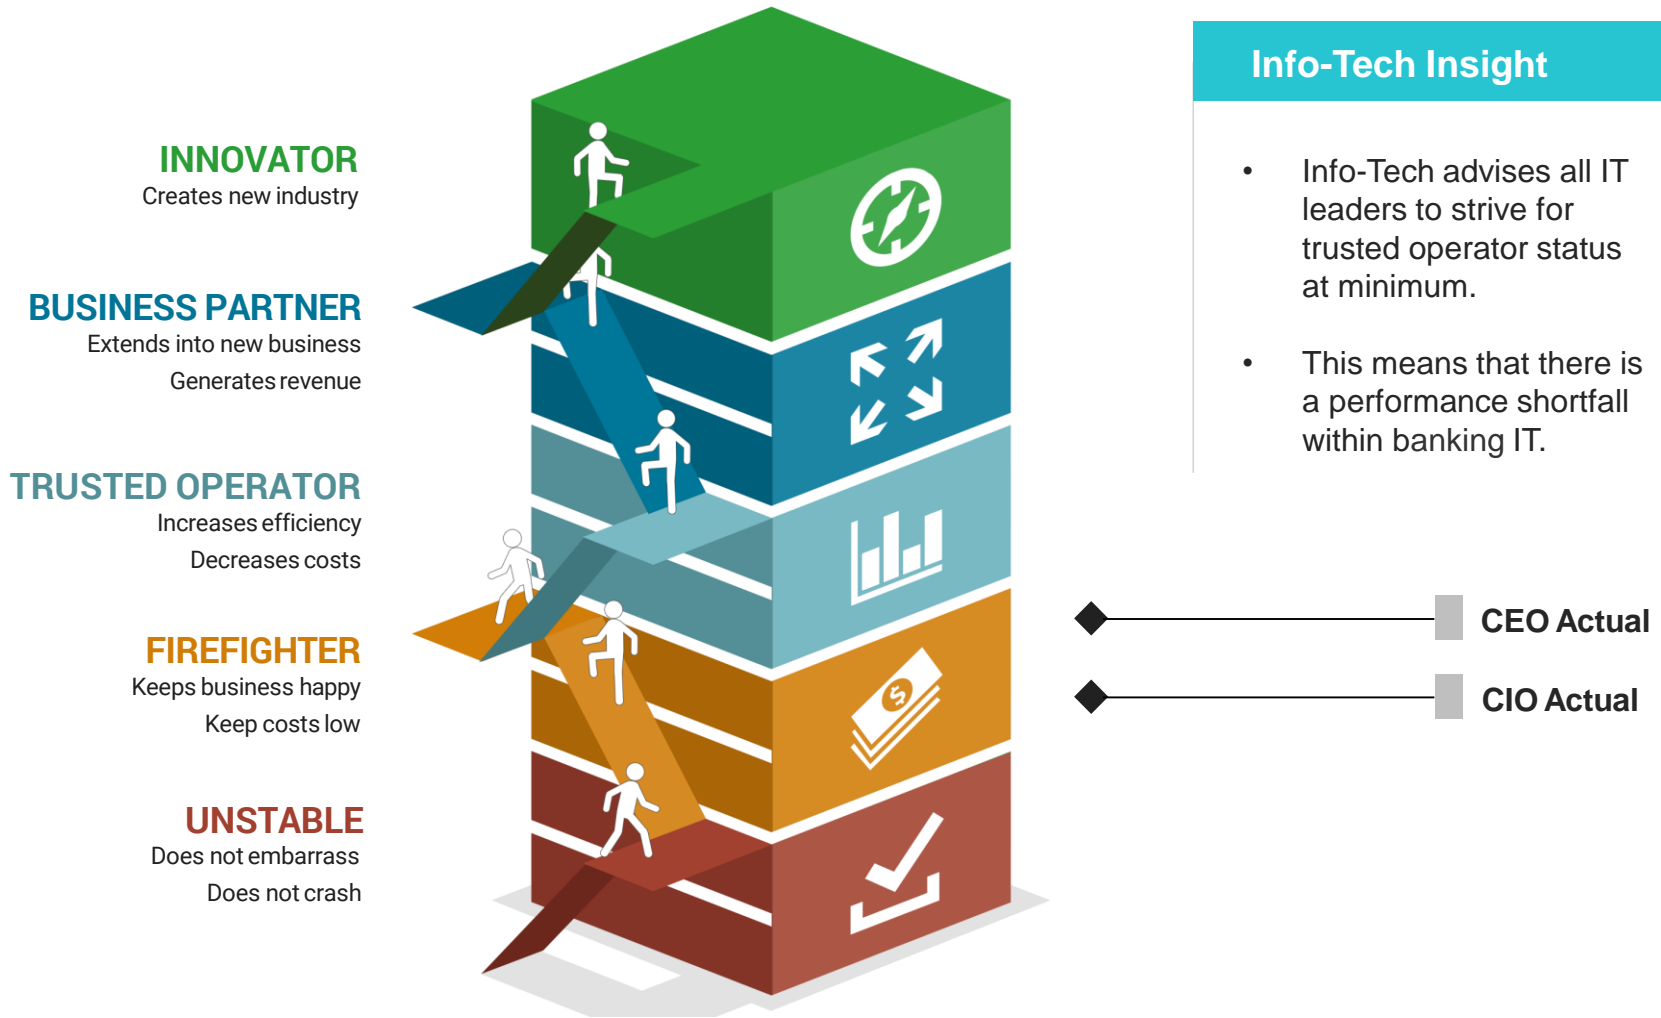 INNOVATOR
Creates new industry
BUSINESS PARTNER
Extends into new business
Generates revenue
TRUSTED OPERATOR
Increases efficiency
Decreases costs
FIREFIGHTER
Keeps business happy
Keep costs low
UNSTABLE
Does not embarrass
Does not crash
$
Info-Tech Insight
• Info-Tech advises all IT
leaders to strive for
trusted operator status
at minimum.
• This means that there is
a performance shortfall
within banking IT.
CEO Actual
CIO Actual